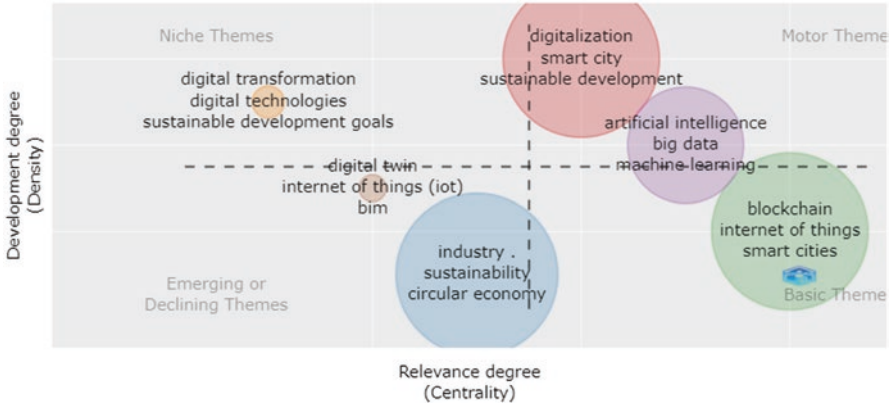 Niche Themes
Motor Theme
digitalization
smart city
sustainable development
digital transformation
digital technologies
sustainable development goals
artificial intelligence
big data
machine learning
digital twin
internet of things (iot)
bim
blockchain
internet of things
smart cities
industry .
sustainability
circular economy
Emerging or
Declining Themes
Basic Theme
Development degree
(Density)
Relevance degree
(Centrality)